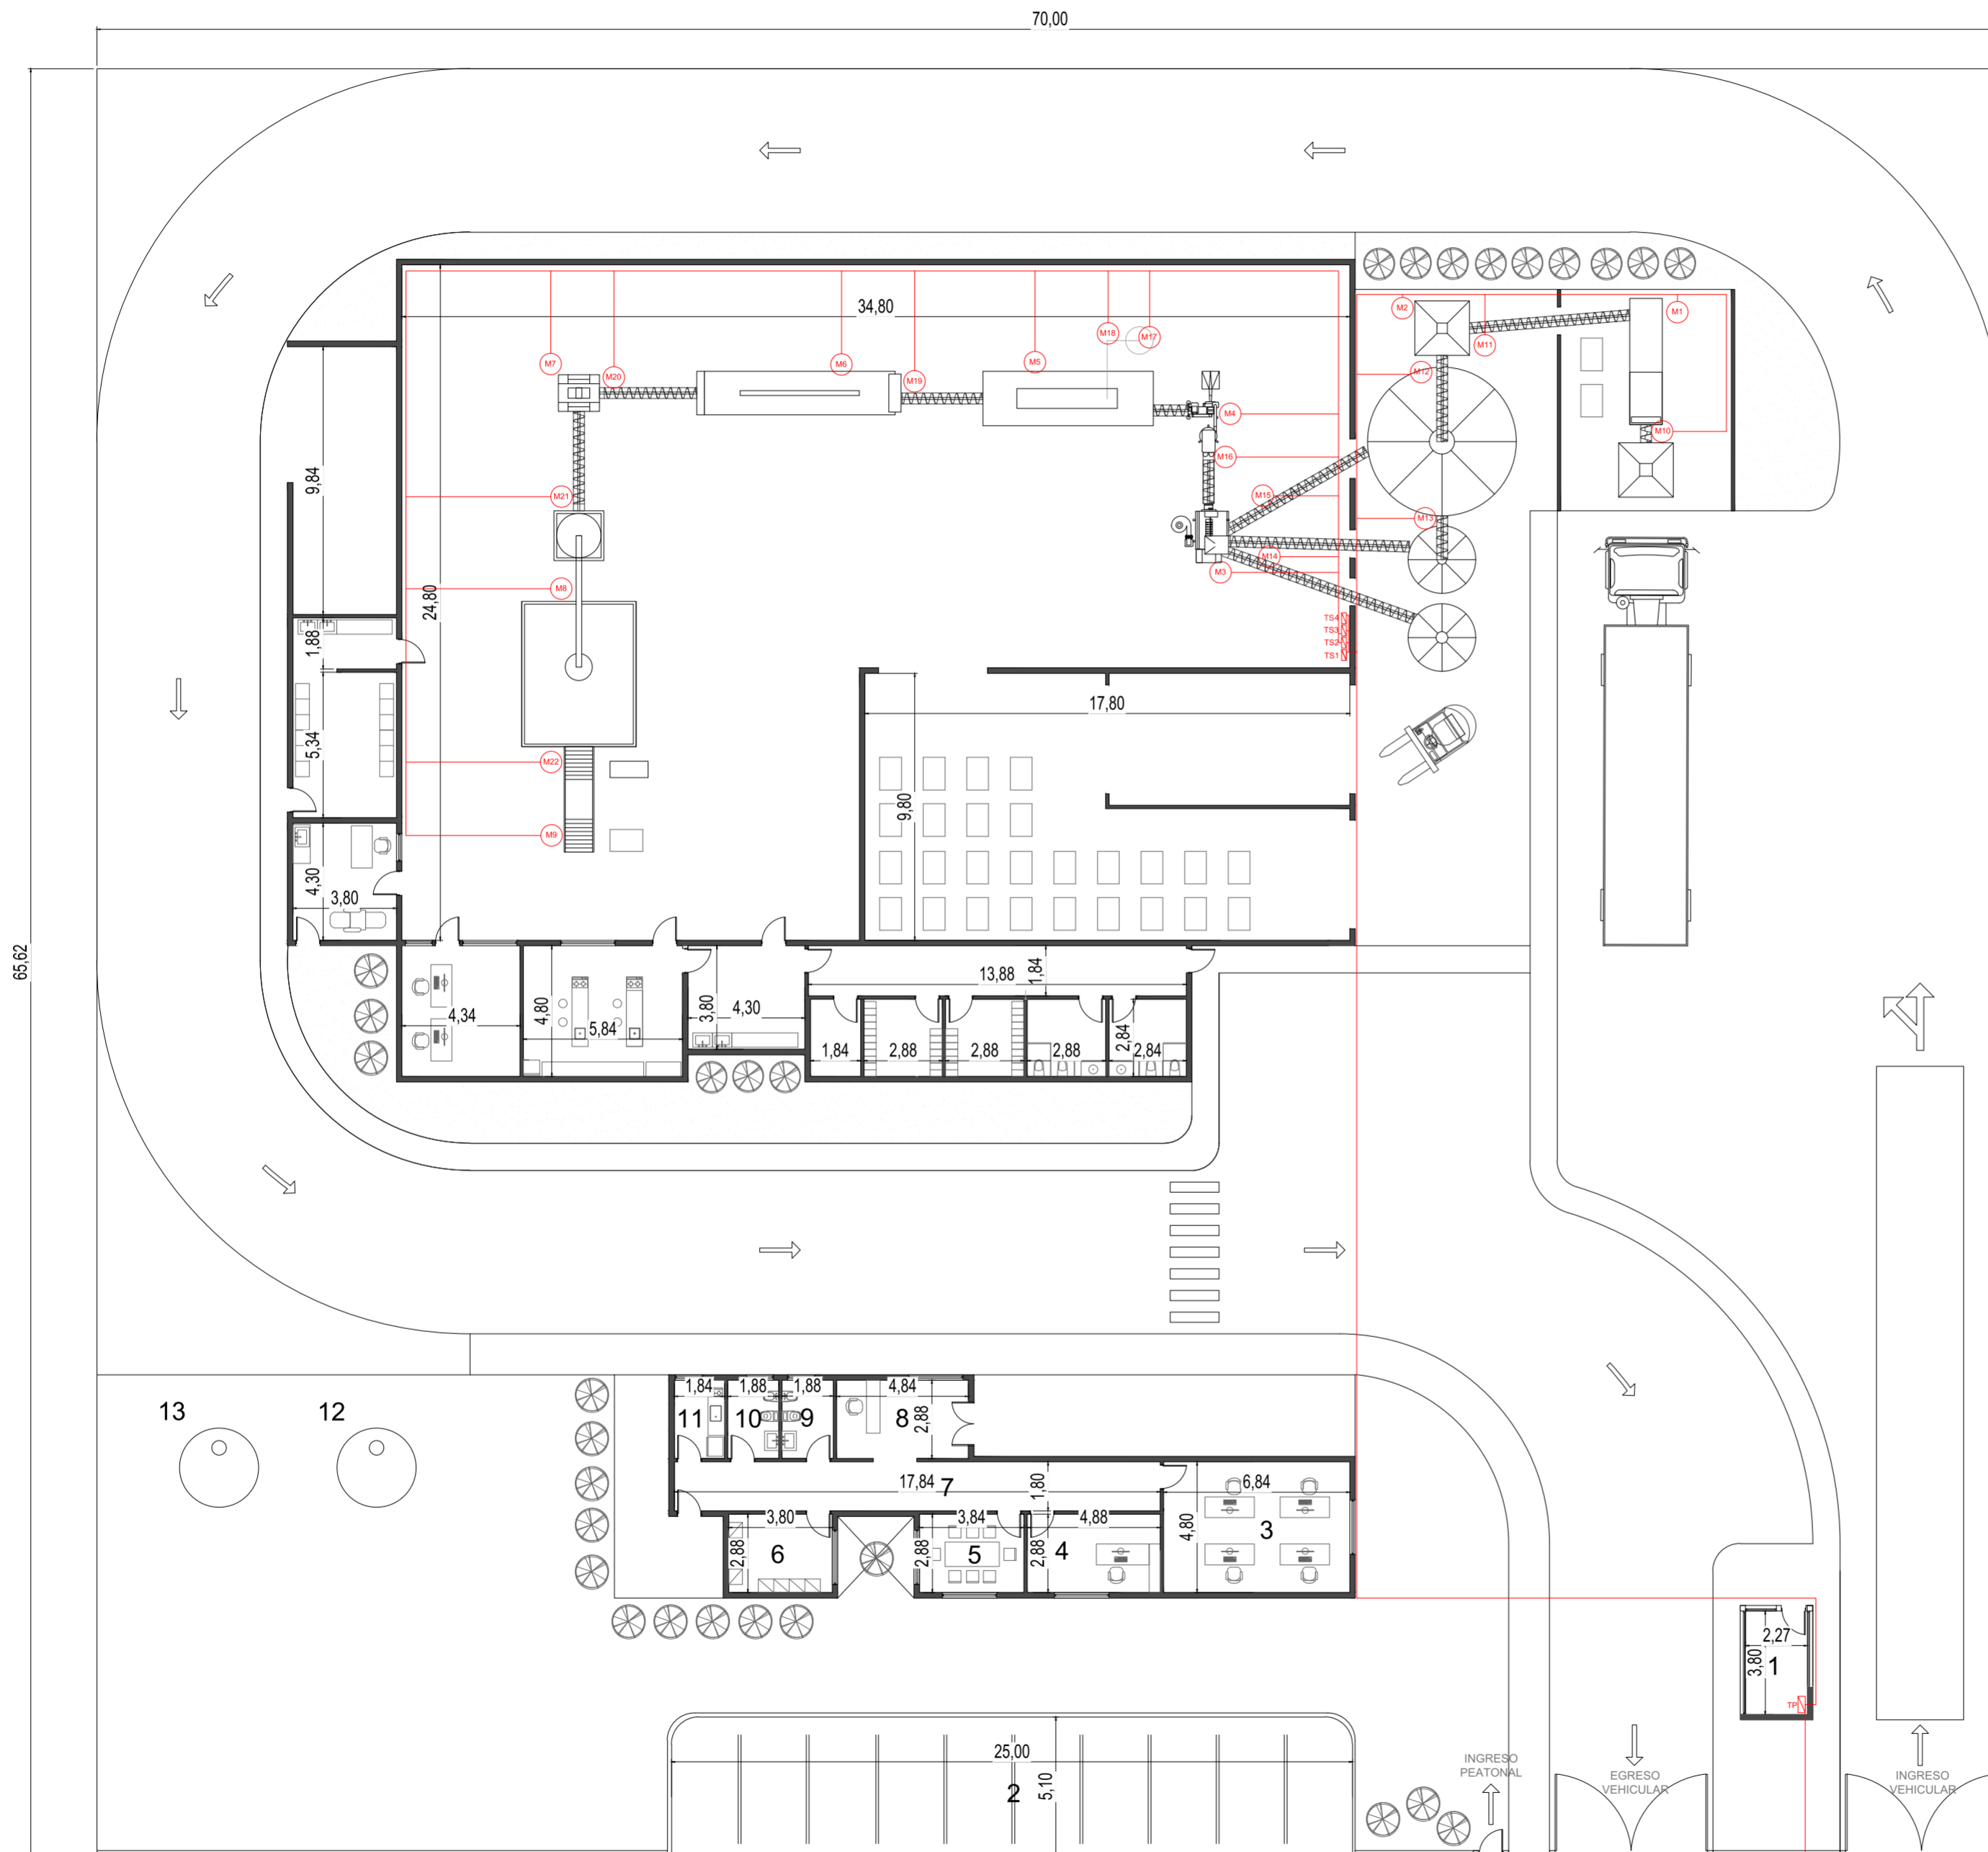 70,00
65,62
34,80
M2
M1
M11
M12
M10
M13
M18
M17
M7
M20
M6
M19
M5
M4
M16
M15
M14
M3
9,84
24,80
M21
M8
TS4
TS3
TS2
TS1
1,88
5,34
17,80
M22
M9
9,80
4,30
3,80
4,34
4,80
5,84
3,80
4,30
13,88
1,84
1,84
2,88
2,88
2,88
2,84
2,84
13
12
1,84
1,88
1,88
4,84
11
10
9
8
2,88
17,84
7
1,80
6,84
3,80
3,84
4,88
4,80
3
2,88
6
2,88
5
2,88
4
2,27
3,80
1
TP
25,00
2
5,10
INGRESO
PEATONAL
EGRESO
VEHICULAR
INGRESO
VEHICULAR